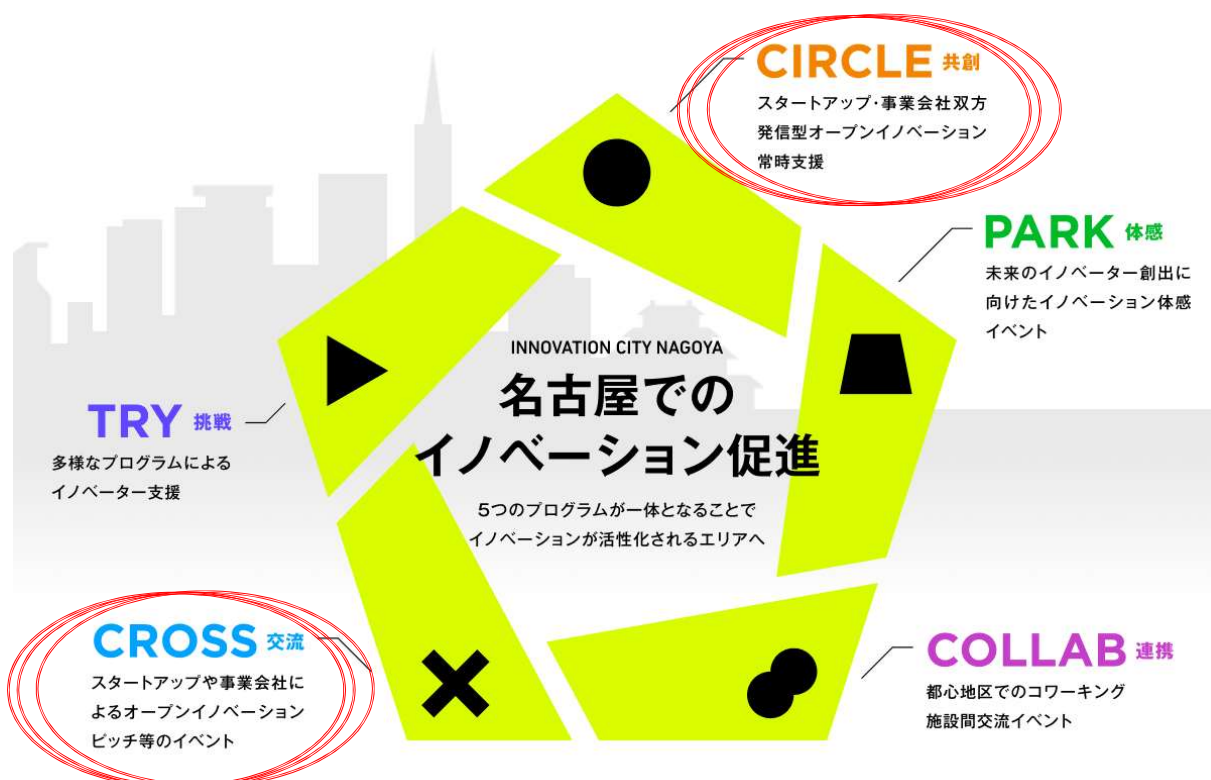 CIRCLE 共創
スタートアップ・事業会社双方
発信型オープンイノベーション
常時支援
PARK 体感
未来のイノベーター創出に
向けたイノベーション体感
イベント
INNOVATION CITY NAGOYA
名古屋での
イノベーション促進
5つのプログラムが一体となることで
イノベーションが活性化されるエリアへ
TRY 挑戦
多様なプログラムによる
イノベーター支援
CROSS 交流
スタートアップや事業会社に
よるオープンイノベーション
ピッチ等のイベント
COLLAB 連携
都心地区でのコワーキング
施設間交流イベント